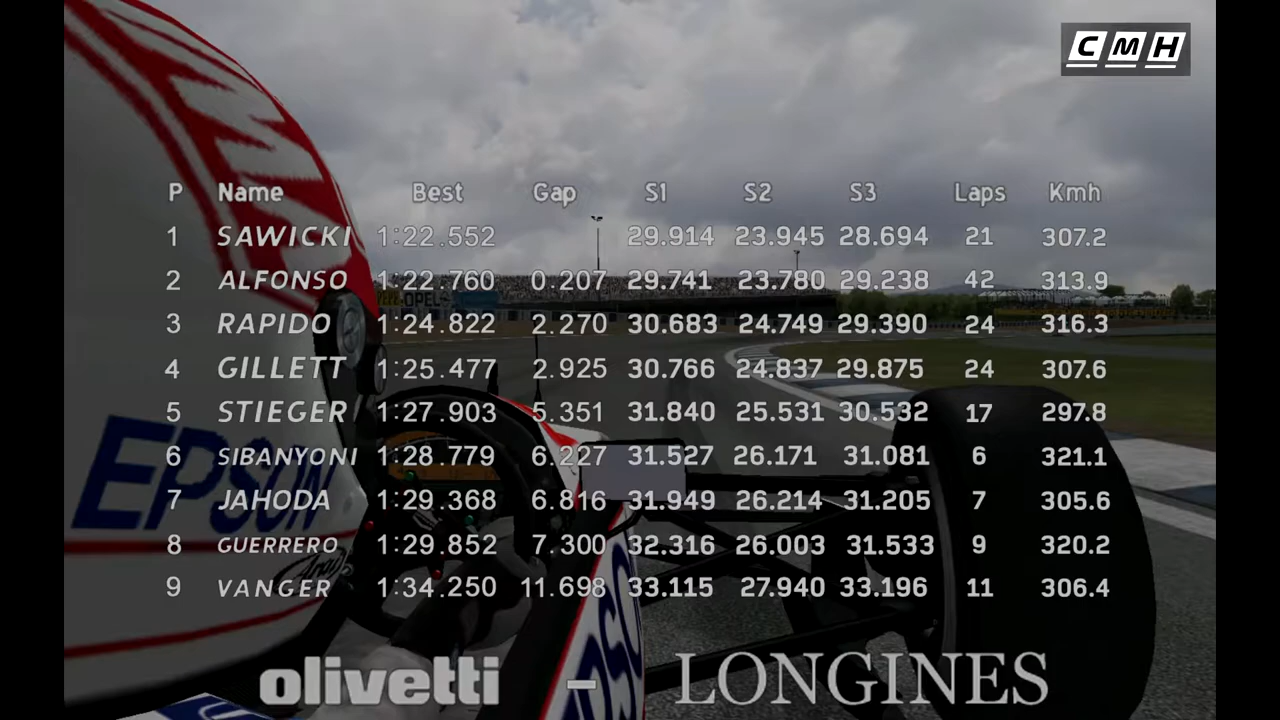 CMH
P Name Best Gap S1 S2 S3 Laps Kmh
1 SAWICKI 1:22.552 29.914 23.945 28.694 21 307.2
2 ALFONSO 1:22.760 0.207 29.741 23.780 29.238 42 313.9
OPEL
3 RAPIDO 1:24.822 2.270 30.683 24.749 29.390 24 316.3
4 GILLETT 1:25.477 2.925 30.766 24.837 29.875 24 307.6
5 STIEGER 1:27.903 5.351 31.840 25.531 30.532 17 297.8
6 SIBANYONI 1:28.779 6.227 31.527 26.171 31.081 6 321.1
EPSON
7 JAHODA 1:29.368 6.816 31.949 26.214 31.205 7 305.6
8 GUERRERO 1:29.852 7.300 32.316 26.003 31.533 9 320.2
Arai
9 VANGER 1:34.250 11.698 33.115 27.940 33.196 11 306.4
EPSON
olivetti - LONGINES